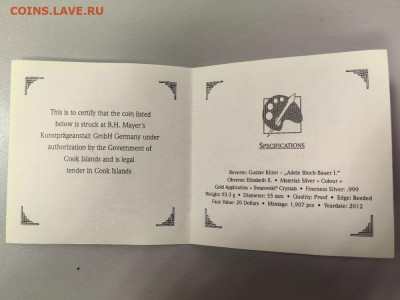 COINS.LAVE.RU
This is to certify that the coin listed
below is struck at B.H. Mayer's
Kunstprägeanstalt GmbH Germany under
authorization by the Government of
Cook Islands and is legal
tender in Cook Islands
SPECIFICATIONS
Reverse: Gustav Klimt – „Adele Bloch Bauer I."
Obverse: Elizabeth II. • Material: Silver + Colour +
Gold Application + Swarovski® Crystals • Fineness Silver: .999
Weight: 93.3 g • Diameter: 55 mm • Quality: Proof • Edge: Reeded
Face Value: 20 Dollars • Mintage: 1,907 pcs • Yeardate: 2012